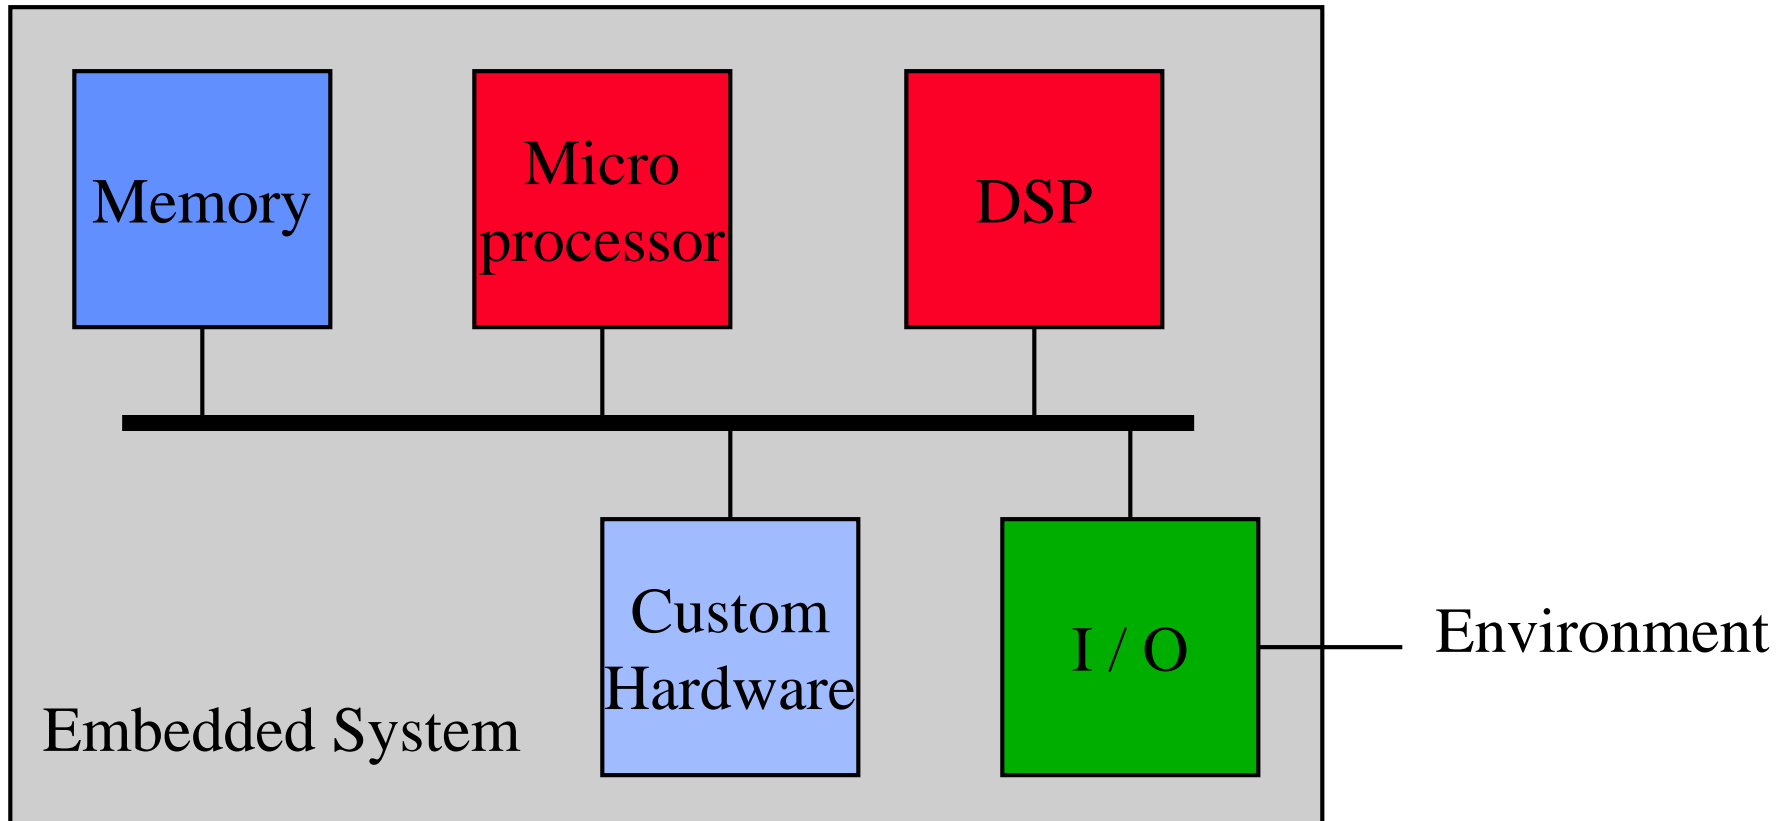 Memory
Micro
processor
DSP
Custom
Hardware
I / O
Environment
Embedded System